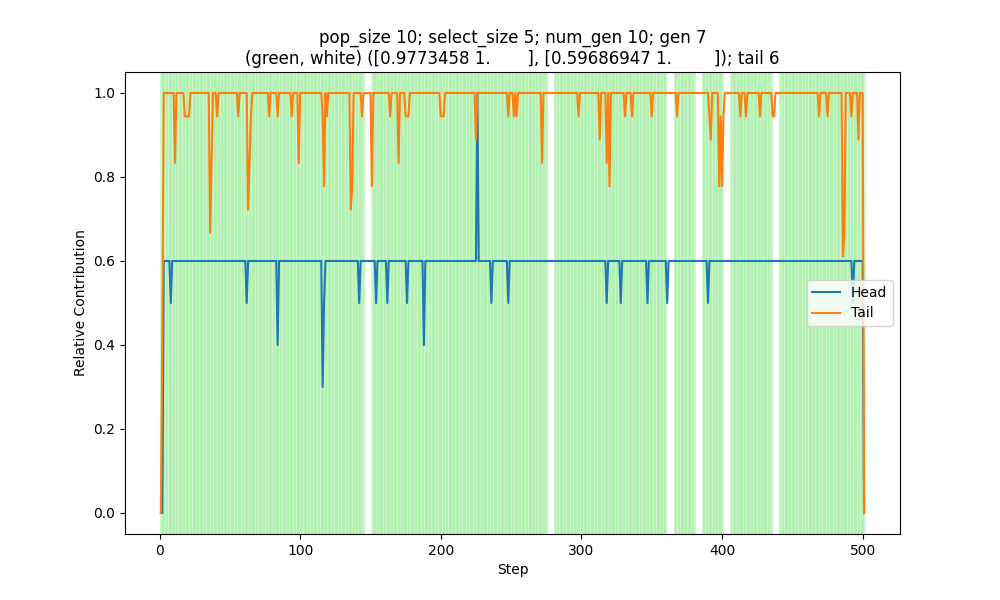 pop_size 10; select_size 5; num_gen 10; gen 7
(green, white) ([0.9773458 1.        ], [0.59686947 1.         ]); tail 6
1.0
0.8
0.6
0.4
0.2
0.0
Relative Contribution
Head
Tail
0
100
200
300
400
500
Step